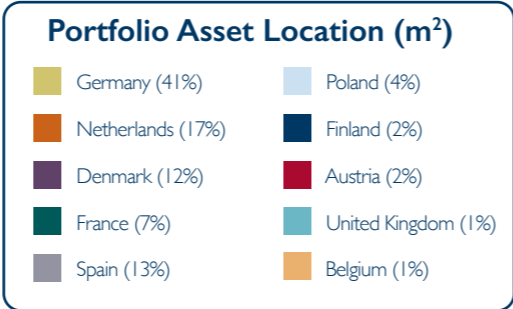 Portfolio Asset Location (m²)
Germany (41%)
Netherlands (17%)
Denmark (12%)
France (7%)
Spain (13%)
Poland (4%)
Finland (2%)
Austria (2%)
United Kingdom (1%)
Belgium (1%)